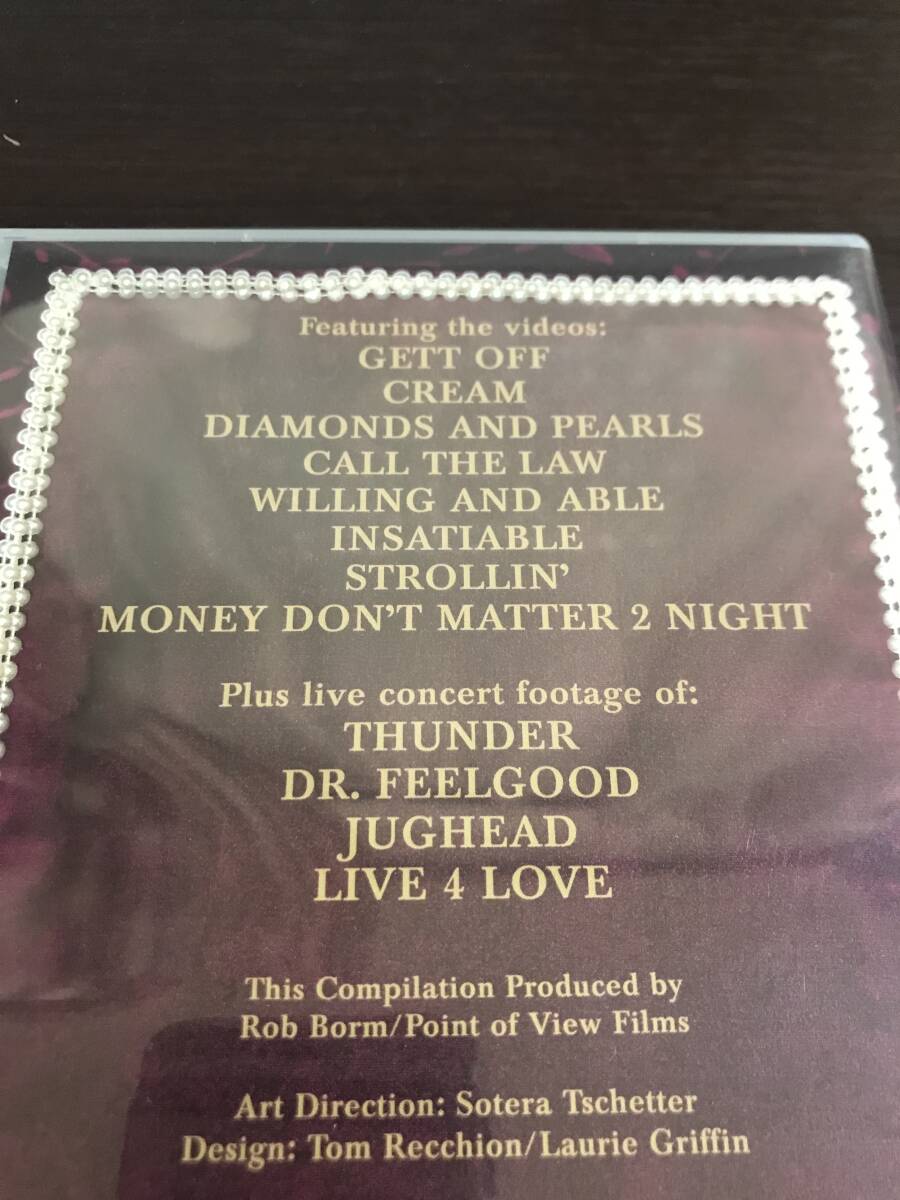 Featuring the videos:
GETT OFF
CREAM
DIAMONDS AND PEARLS
CALL THE LAW
WILLING AND ABLE
INSATIABLE
STROLLIN'
MONEY DON'T MATTER 2 NIGHT
Plus live concert footage of:
THUNDER
DR. FEELGOOD
JUGHEAD
LIVE 4 LOVE
This Compilation Produced by
Rob Borm/Point of View Films
Art Direction: Sotera Tschetter
Design: Tom Recchion/Laurie Griffin